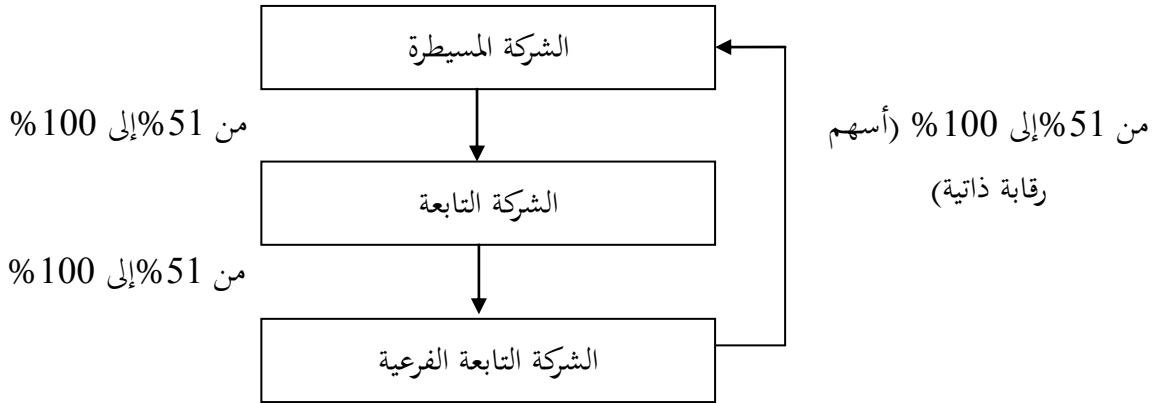 الشركة المسيطرة
من 51%إلى 100%
من 51%إلى 100% (أسهم
رقابة ذاتية)
الشركة التابعة
من 51%إلى 100%
الشركة التابعة الفرعية